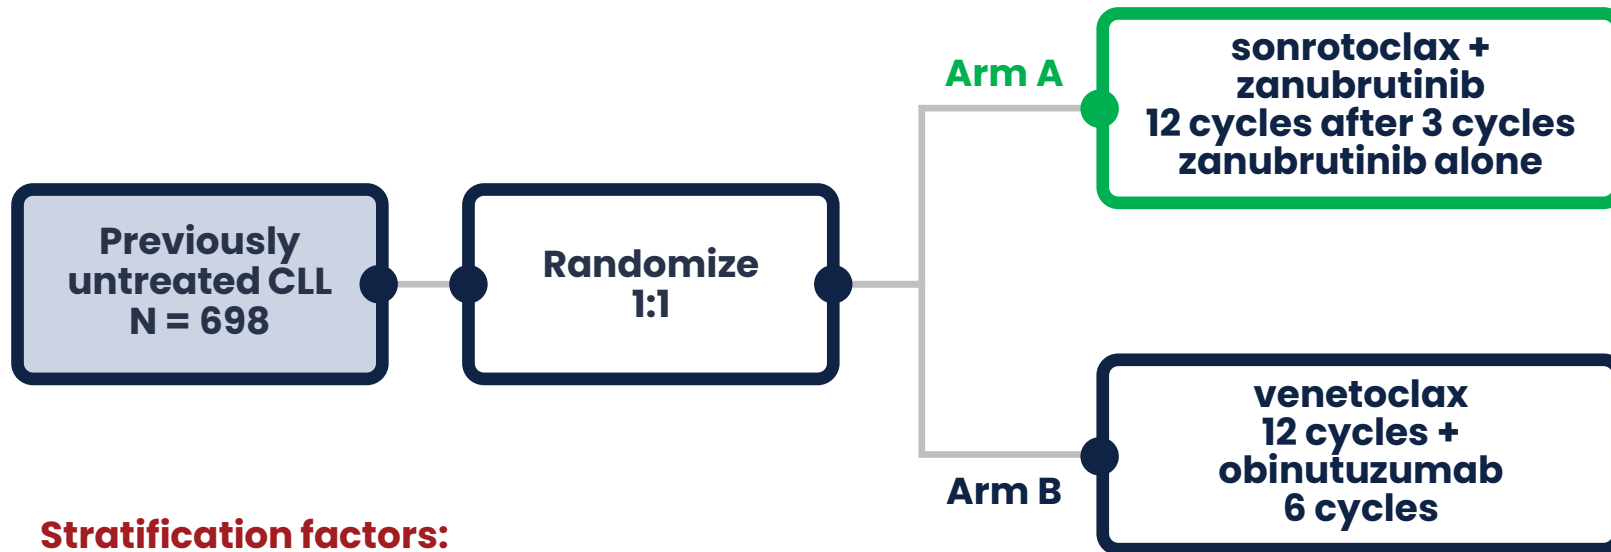 Previously
untreated CLL
N = 698
Randomize
1:1
Arm A
sonrotoclax +
zanubrutinib
12 cycles after 3 cycles
zanubrutinib alone
Arm B
venetoclax
12 cycles +
obinutuzumab
6 cycles
Stratification factors: